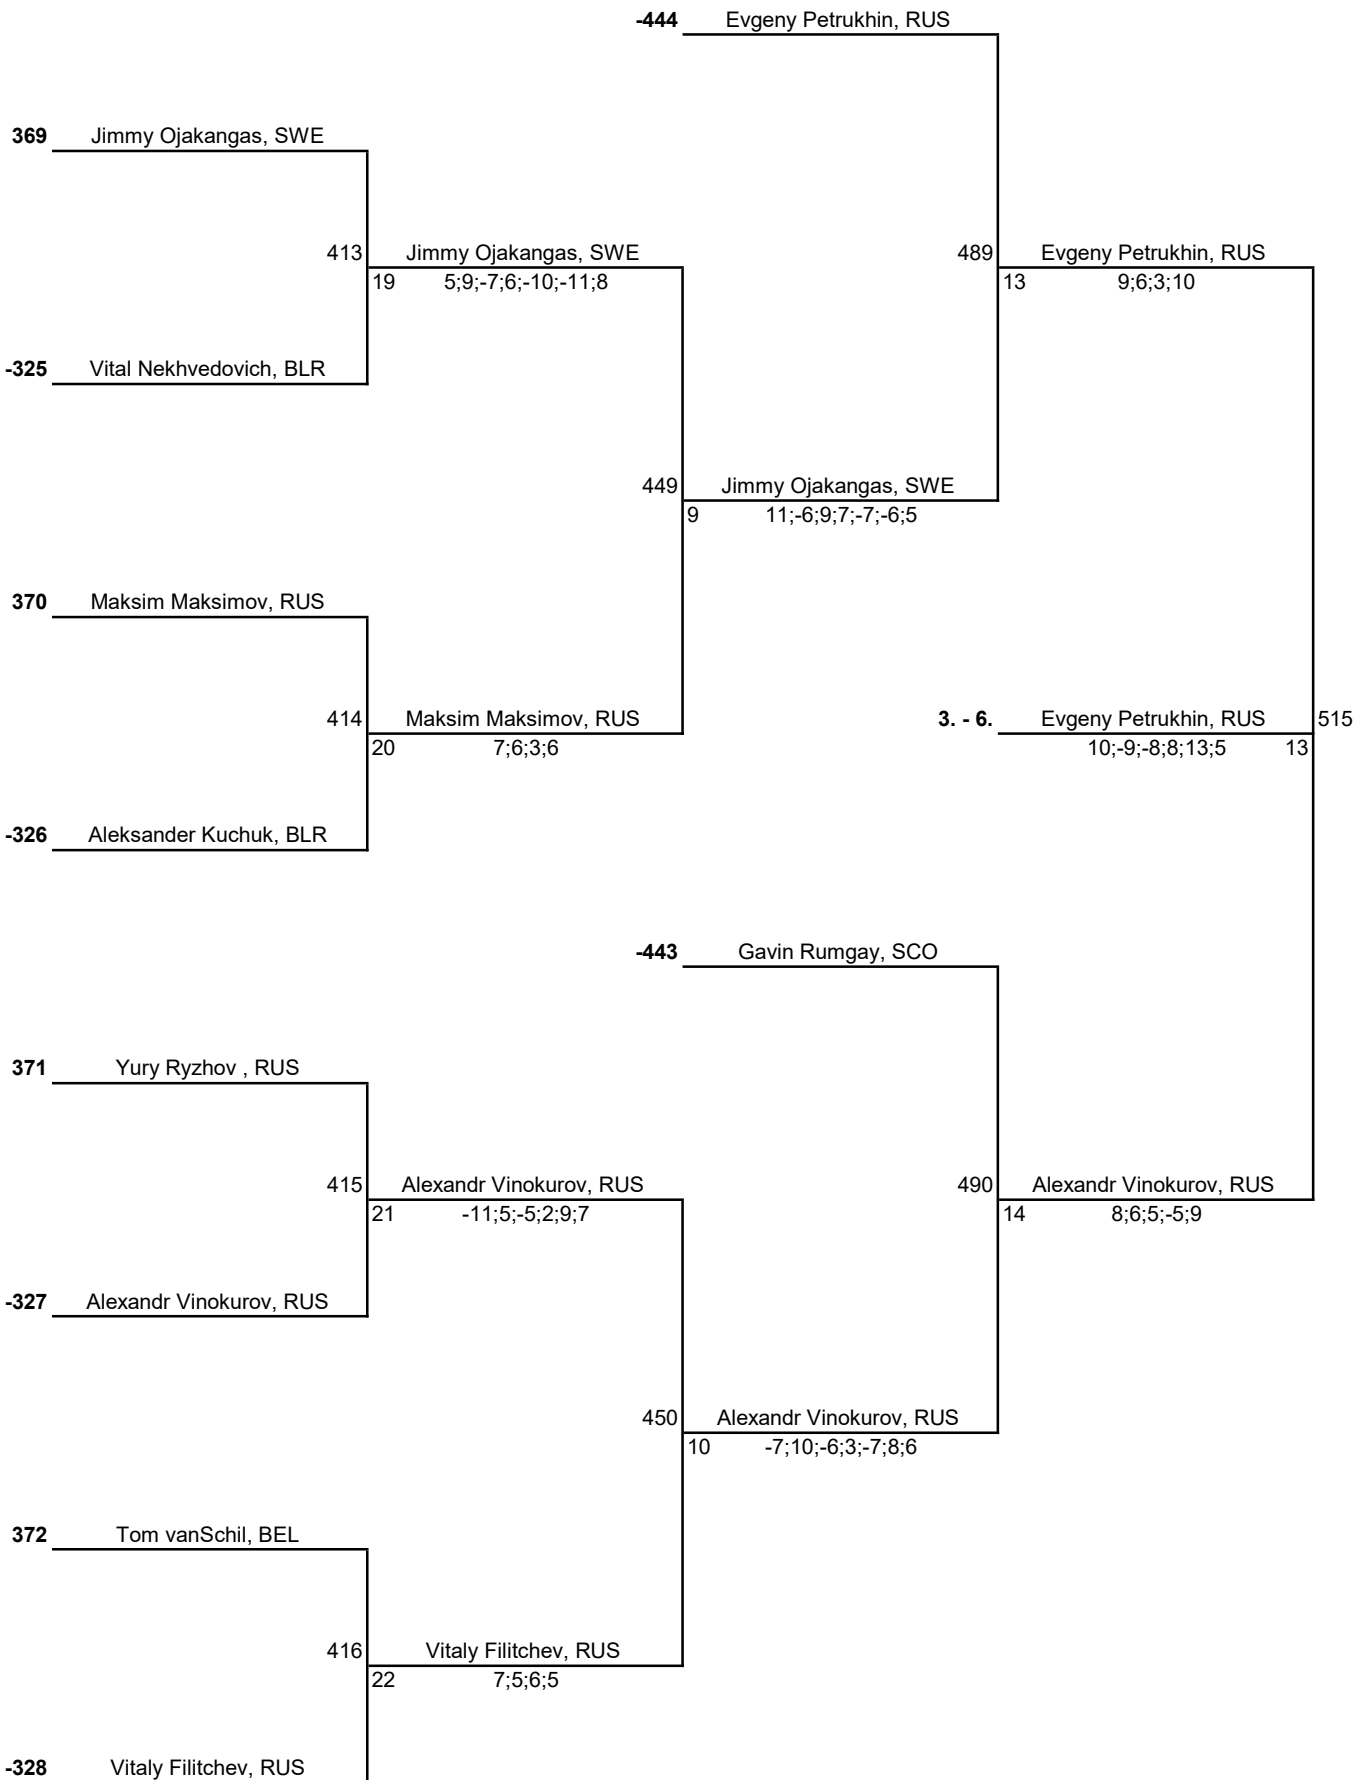 -444 Evgeny Petrukhin, RUS
369 Jimmy Ojakangas, SWE
413 Jimmy Ojakangas, SWE 489 Evgeny Petrukhin, RUS
19 5;9;-7;6;-10;-11;8 13 9;6;3;10
-325 Vital Nekhvedovich, BLR
449 Jimmy Ojakangas, SWE
9 11;-6;9;7;-7;-6;5
370 Maksim Maksimov, RUS
414 Maksim Maksimov, RUS 3. - 6. Evgeny Petrukhin, RUS 515
20 7;6;3;6 10;-9;-8;8;13;5 13
-326 Aleksander Kuchuk, BLR
-443 Gavin Rumgay, SCO
371 Yury Ryzhov , RUS
415 Alexandr Vinokurov, RUS 490 Alexandr Vinokurov, RUS
21 -11;5;-5;2;9;7 14 8;6;5;-5;9
-327 Alexandr Vinokurov, RUS
450 Alexandr Vinokurov, RUS
10 -7;10;-6;3;-7;8;6
372 Tom vanSchil, BEL
416 Vitaly Filitchev, RUS
22 7;5;6;5
-328 Vitaly Filitchev, RUS